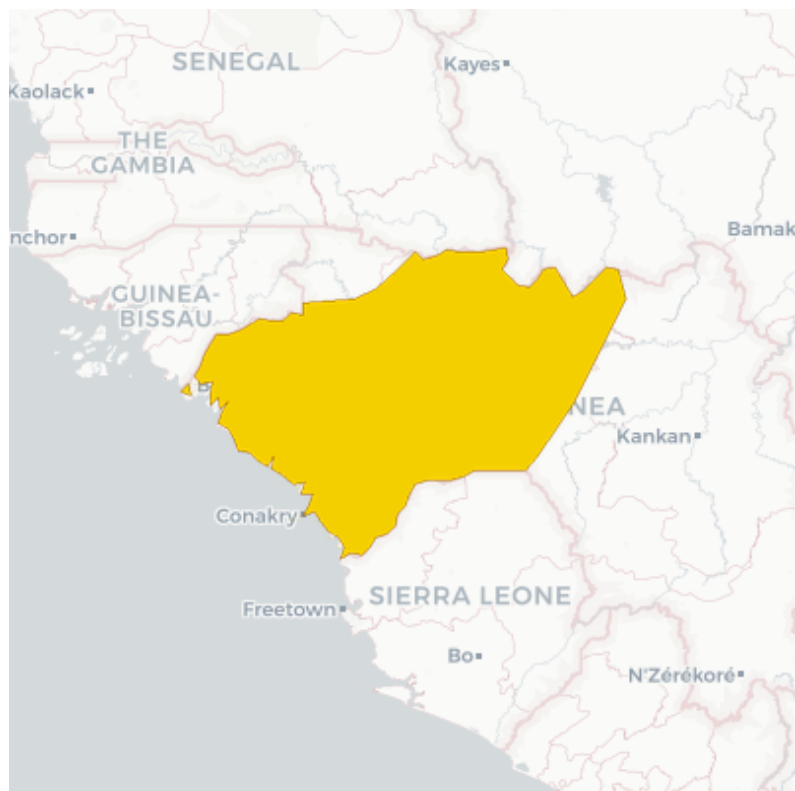 SENEGAL
Kayes
Kaolack
THE
GAMBIA
Bamak
nchor
GUINEA-
BISSAU
B
NEA
Kankan
Conakry
SIERRA LEONE
Freetown
Bo
N'Zérékoré